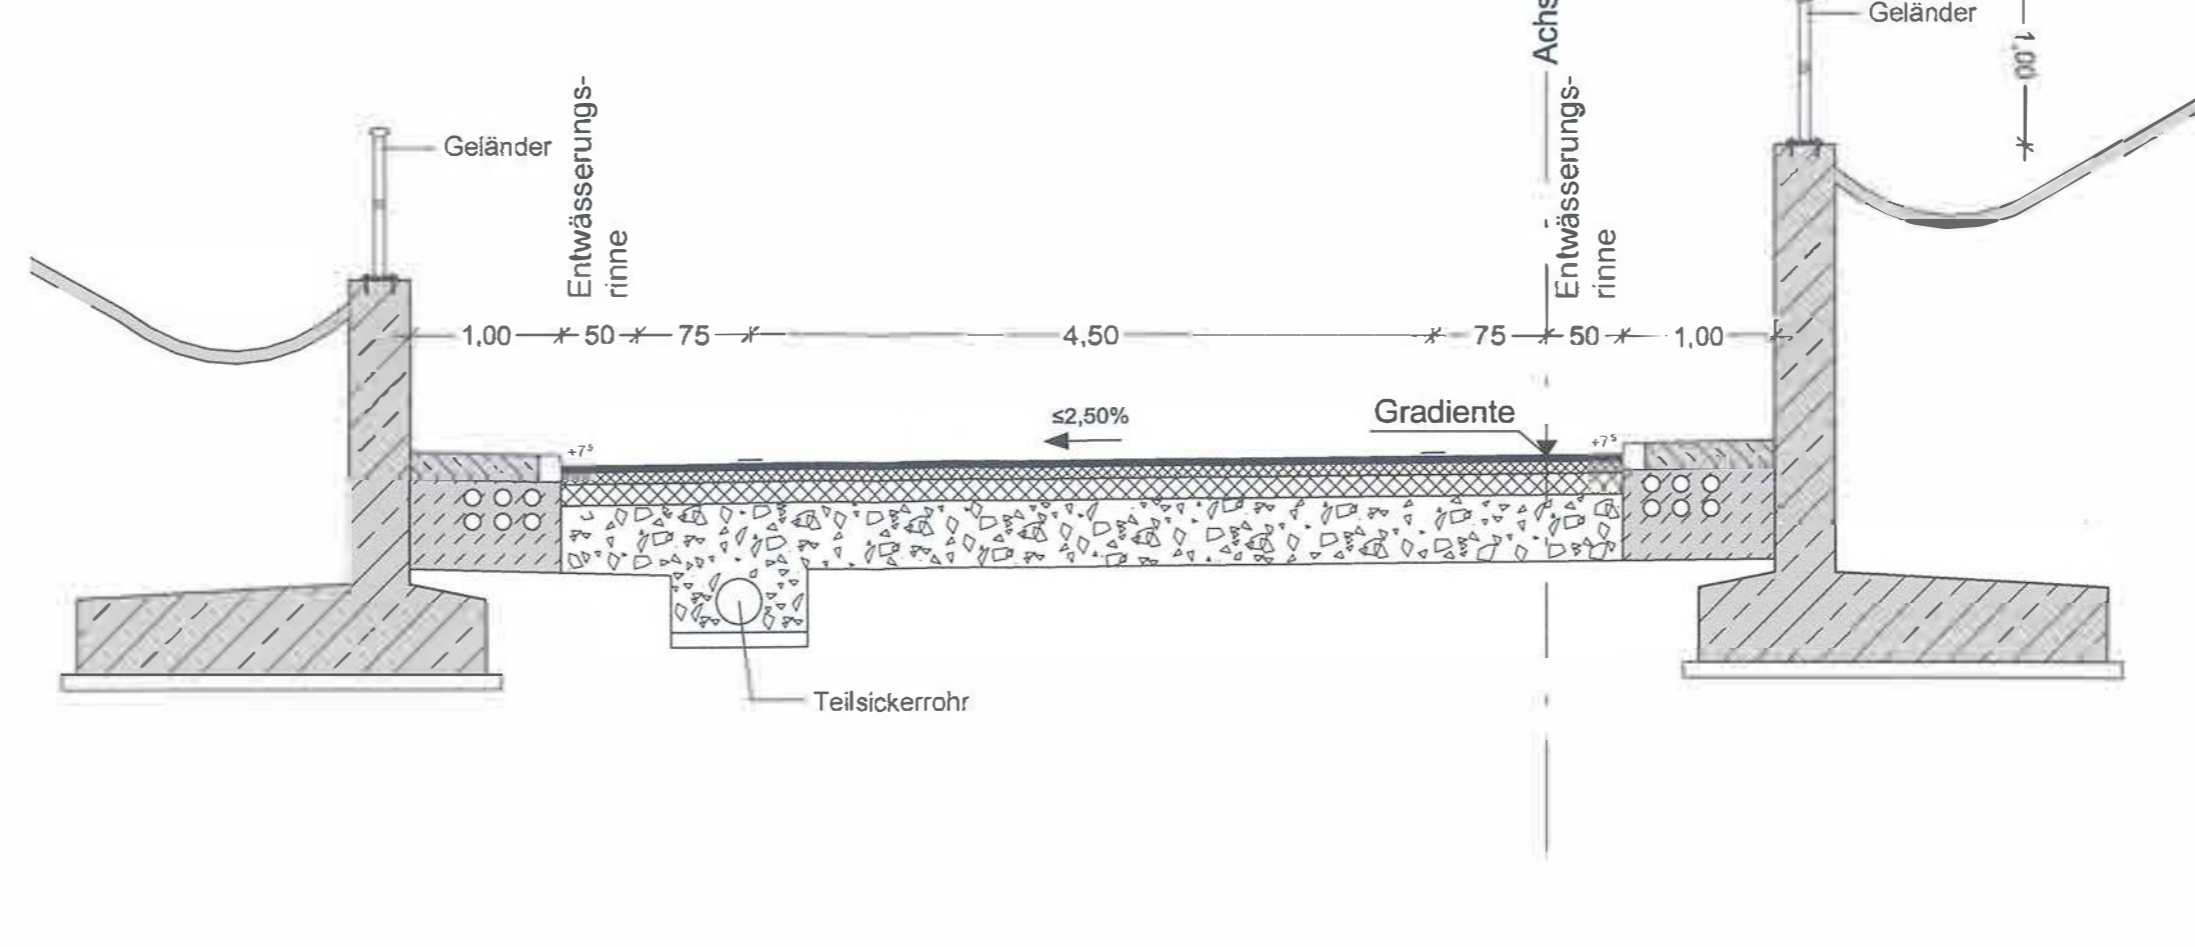 Geländer
Achs
1,00
Entwässerungs-
rinne
Geländer
Entwässerungs-
rinne
1,00 50 75 4,50 75 50 1,00
≤2,50%
Gradiente
+7⁵
+7⁵
Teilsickerrohr